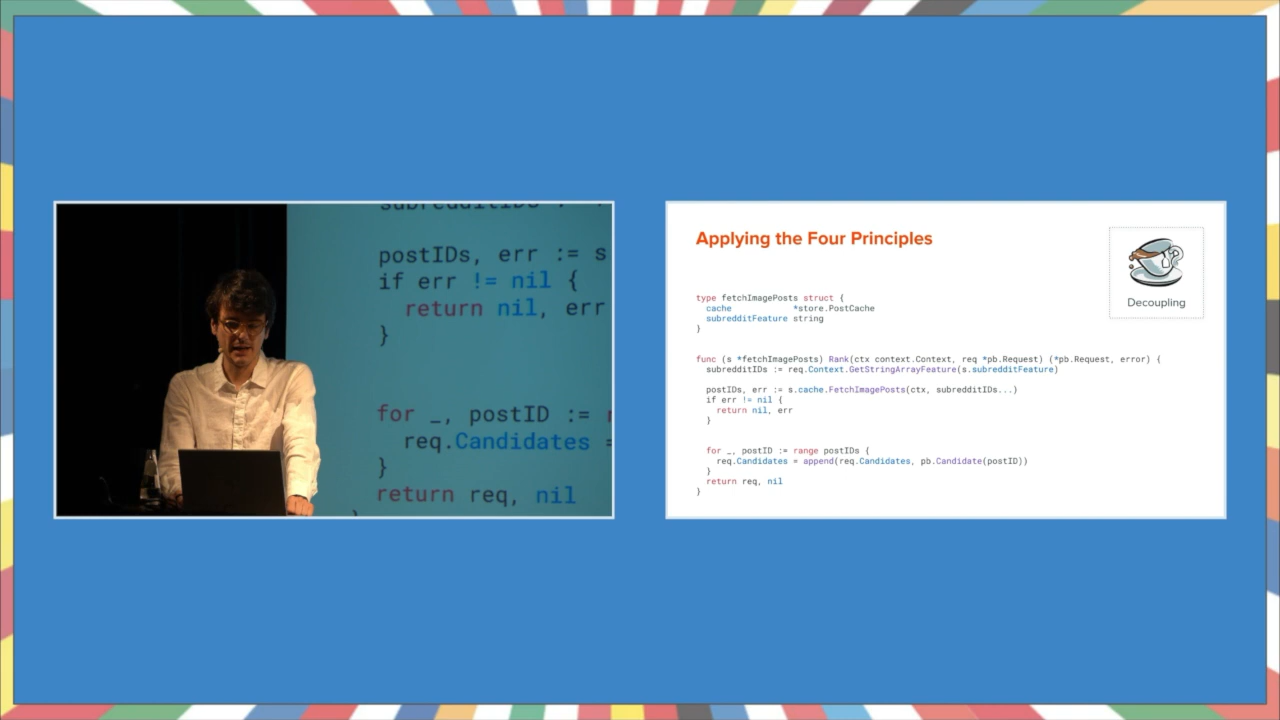 subredditIDs :=
postIDs, err := s
if err != nil {
return nil, err
}
for _, postID := r
req.Candidates =
}
return req, nil
}
Applying the Four Principles
Decoupling
type fetchImagePosts struct {
cache *store.PostCache
subredditFeature string
}
func (s *fetchImagePosts) Rank(ctx context.Context, req *pb.Request) (*pb.Request, error) {
subredditIDs := req.Context.GetStringArrayFeature(s.subredditFeature)
postIDs, err := s.cache.FetchImagePosts(ctx, subredditIDs...)
if err != nil {
return nil, err
}
for _, postID := range postIDs {
req.Candidates = append(req.Candidates, pb.Candidate(postID))
}
return req, nil
}